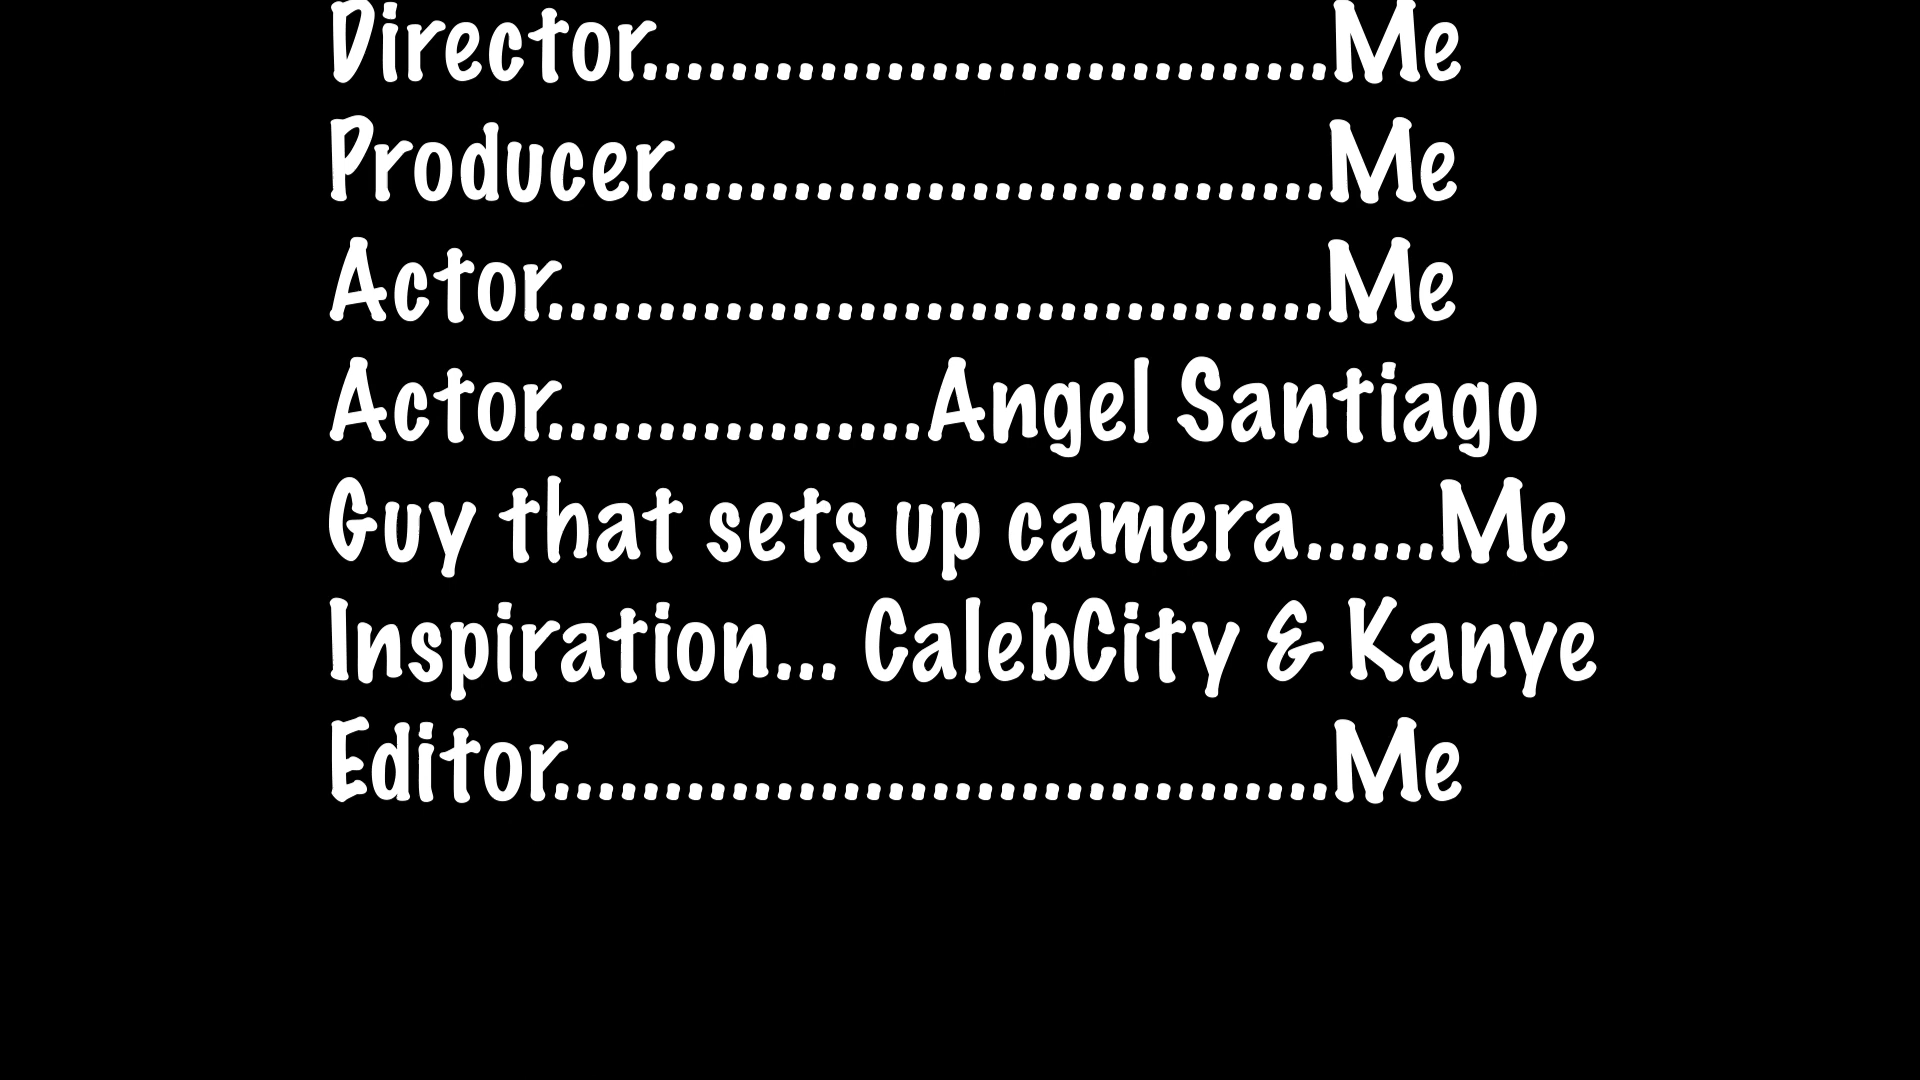 Director...............................Me
Producer..............................Me
Actor...................................Me
Actor.................Angel Santiago
Guy that sets up camera......Me
Inspiration... CalebCity & Kanye
Editor...................................Me